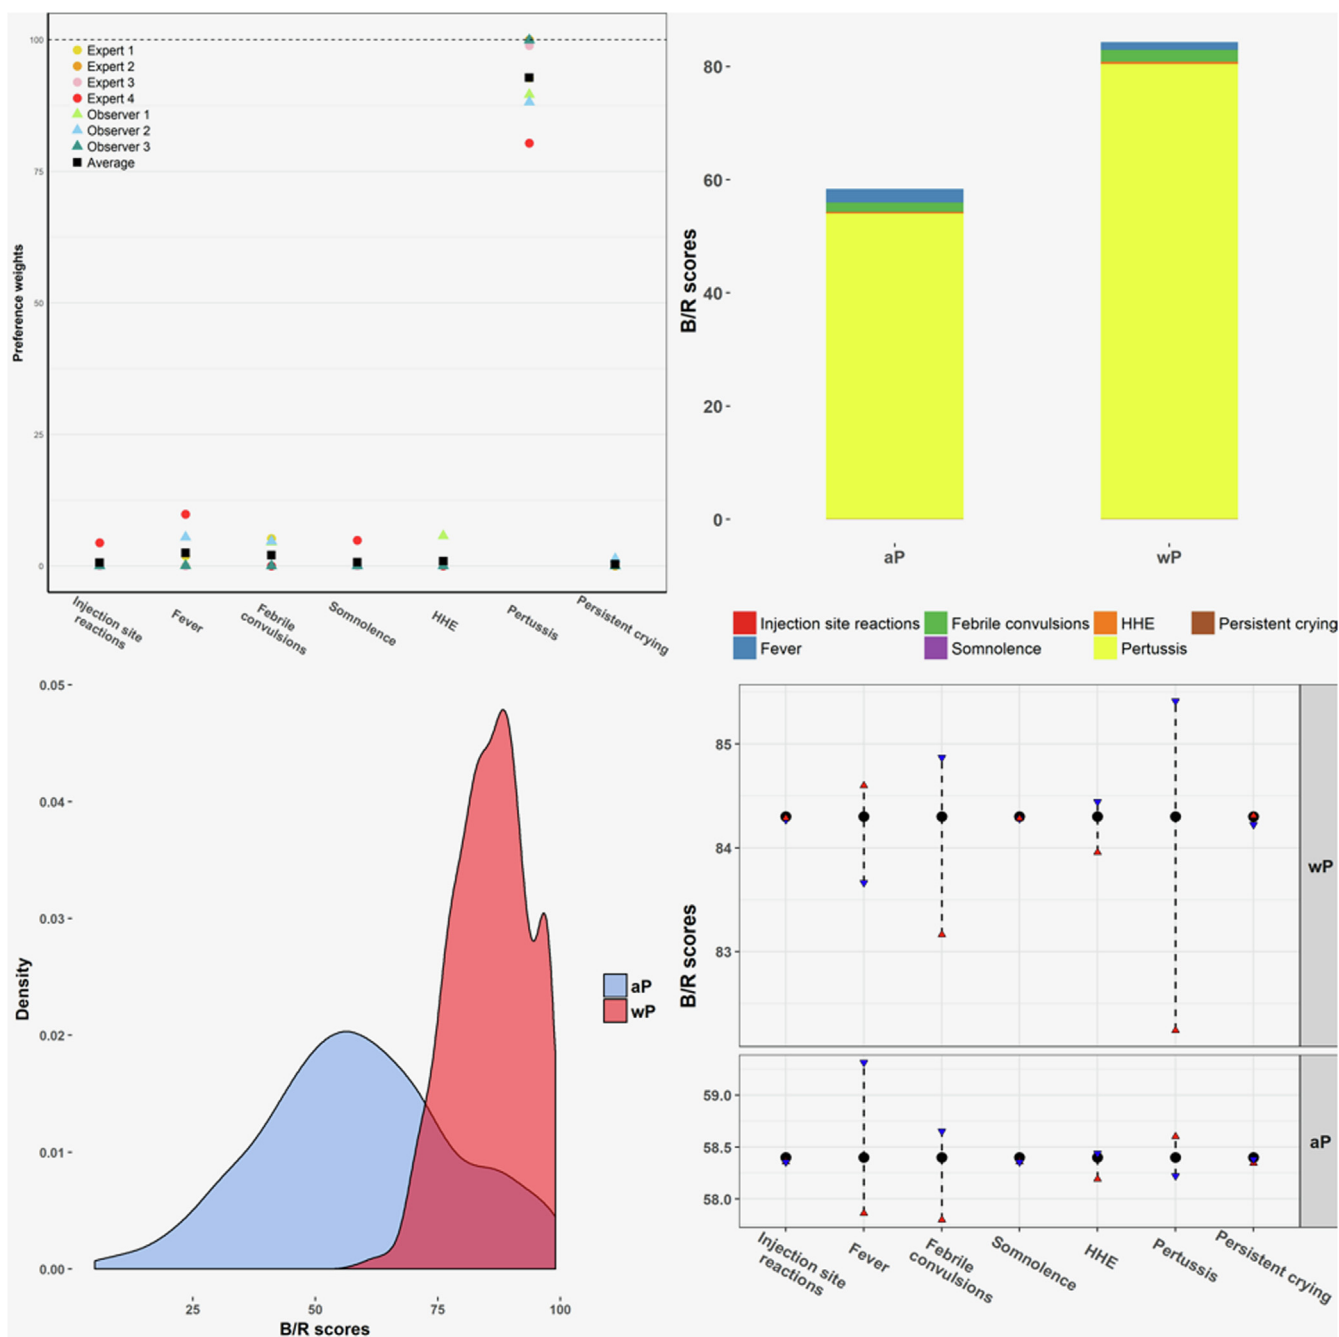 100
75
50
25
0
Preference weights
Expert 1
Expert 2
Expert 3
Expert 4
Observer 1
Observer 2
Observer 3
Average
Injection site
reactions
Fever
Febrile
convulsions
Somnolence
HHE
Pertussis
Persistent crying
80
60
40
20
0
B/R scores
aP
wP
Injection site reactions
Febrile convulsions
HHE
Persistent crying
Fever
Somnolence
Pertussis
0.05
0.04
0.03
0.02
0.01
0.00
Density
aP
wP
25
50
75
100
B/R scores
85
84
83
wP
B/R scores
59.0
58.5
58.0
aP
Injection site
reactions
Fever
Febrile
convulsions
Somnolence
HHE
Pertussis
Persistent crying